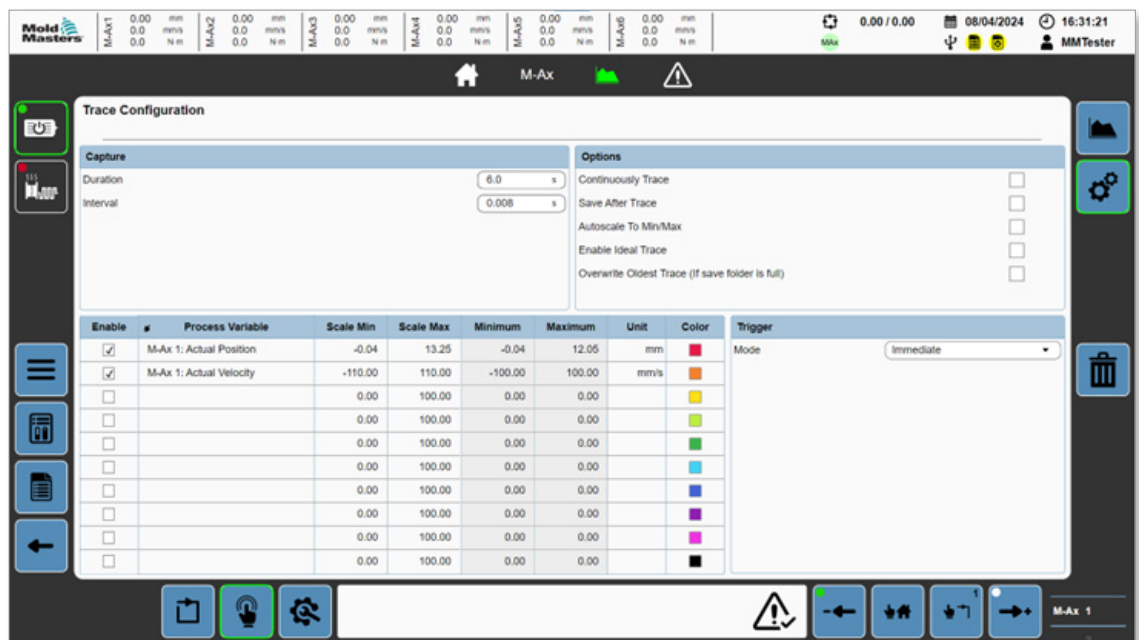 Mold Masters
M-Ax1 0.00 mm 0.0 mm/s 0.0 N·m
M-Ax2 0.00 mm 0.0 mm/s 0.0 N·m
M-Ax3 0.00 mm 0.0 mm/s 0.0 N·m
M-Ax4 0.00 mm 0.0 mm/s 0.0 N·m
M-Ax5 0.00 mm 0.0 mm/s 0.0 N·m
M-Ax6 0.00 mm 0.0 mm/s 0.0 N·m
MAx
0.00 / 0.00
08/04/2024
16:31:21
MMTester
M-Ax
Trace Configuration
Capture
Duration 6.0 s
Interval 0.008 s
Options
Continuously Trace
Save After Trace
Autoscale To Min/Max
Enable Ideal Trace
Overwrite Oldest Trace (If save folder is full)
Enable Process Variable Scale Min Scale Max Minimum Maximum Unit Color
M-Ax 1: Actual Position -0.04 13.25 -0.04 12.05 mm
M-Ax 1: Actual Velocity -110.00 110.00 -100.00 100.00 mm/s
0.00 100.00 0.00 0.00
0.00 100.00 0.00 0.00
0.00 100.00 0.00 0.00
0.00 100.00 0.00 0.00
0.00 100.00 0.00 0.00
0.00 100.00 0.00 0.00
0.00 100.00 0.00 0.00
0.00 100.00 0.00 0.00
Trigger
Mode Immediate
1
M-Ax 1